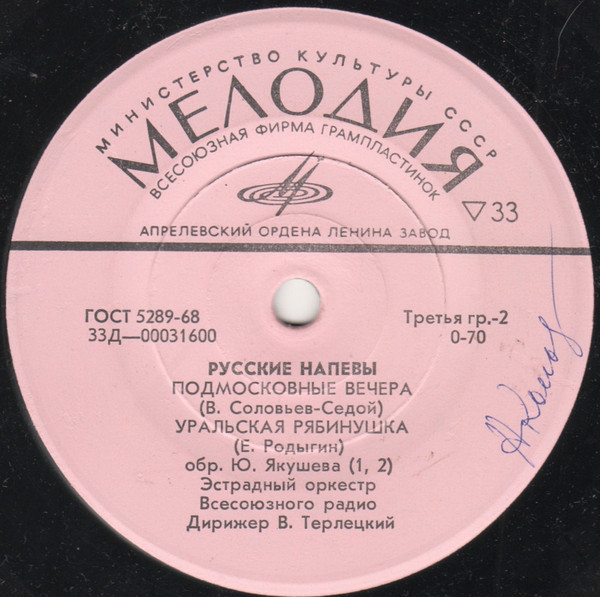 МИНИСТЕРСТВО КУЛЬТУРЫ СССР
МЕЛОДИЯ
ВСЕСОЮЗНАЯ ФИРМА ГРАМПЛАСТИНОК
▽33
АПРЕЛЕВСКИЙ ОРДЕНА ЛЕНИНА ЗАВОД
ГОСТ 5289-68 Третья гр.-2
33Д—00031600 0-70
РУССКИЕ НАПЕВЫ
ПОДМОСКОВНЫЕ ВЕЧЕРА
(В. Соловьев-Седой)
УРАЛЬСКАЯ РЯБИНУШКА
(Е. Родыгин)
обр. Ю. Якушева (1, 2)
Эстрадный оркестр
Всесоюзного радио
Дирижер В. Терлецкий